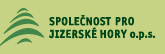 SPOLEČNOST PRO
JIZERSKÉ HORY o.p.s.